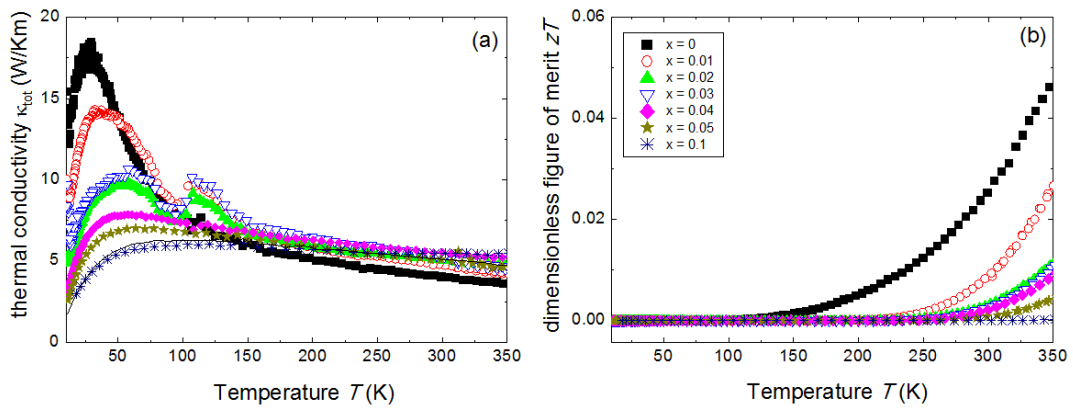 20
15
10
5
0
50
100
150
200
250
300
350
thermal conductivity κtot (W/Km)
Temperature T (K)
(a)
0.06
0.04
0.02
0.00
50
100
150
200
250
300
350
dimensionless figure of merit zT
Temperature T (K)
(b)
x = 0
x = 0.01
x = 0.02
x = 0.03
x = 0.04
x = 0.05
x = 0.1